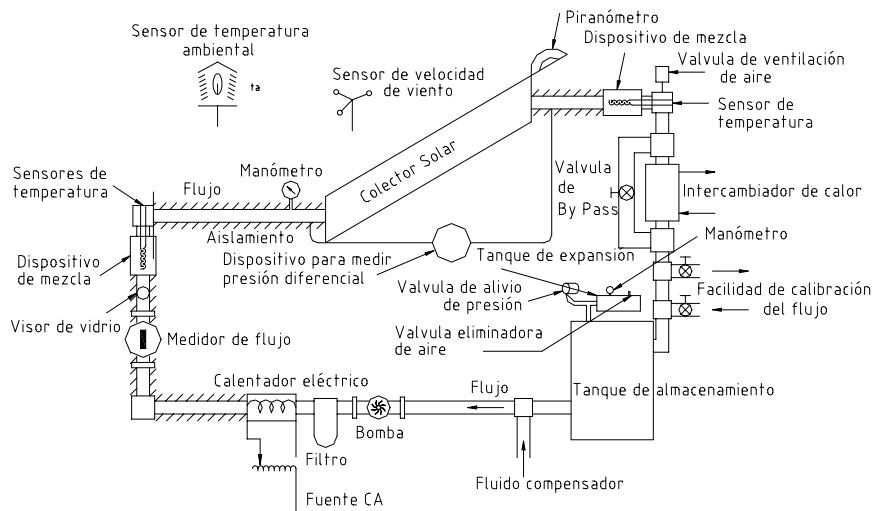 Piranómetro
Dispositivo de mezcla
Sensor de temperatura
ambiental
ta
Valvula de ventilación
de aire
Sensor de velocidad
de viento
Sensor de
temperatura
Colector Solar
Sensores de
temperatura
Manómetro
Flujo
Valvula
de
By Pass
Intercambiador de calor
Aislamiento
Manómetro
Dispositivo para medir
presión diferencial
Tanque de expansión
Dispositivo
de mezcla
Valvula de alivio
de presión
Facilidad de calibración
del flujo
Visor de vidrio
Medidor de flujo
Valvula eliminadora
de aire
Calentador eléctrico
Flujo
Tanque de almacenamiento
Bomba
Filtro
Fluido compensador
Fuente CA